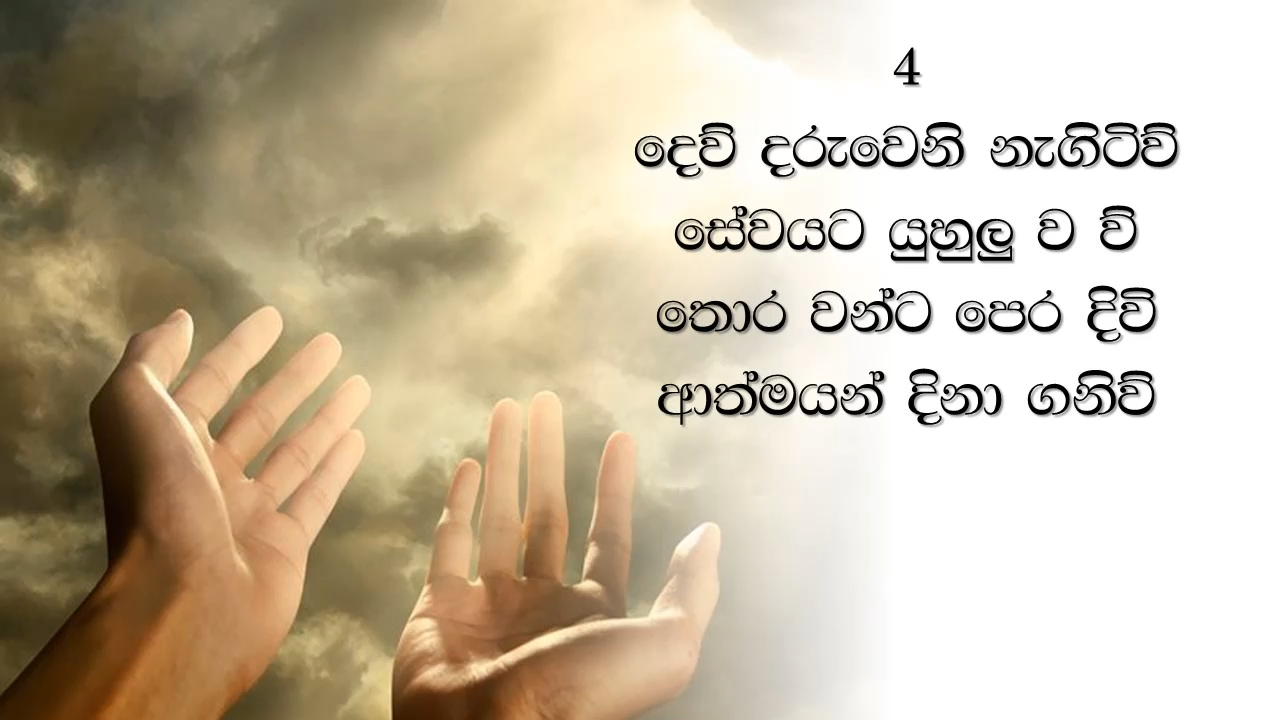 4
දෙව් දරුවෙනි නැගිටිව්
සේවයට යුහුලු ව වි
තොර වන්ට පෙර දිවි
ආත්මයන් දිනා ගනිව්